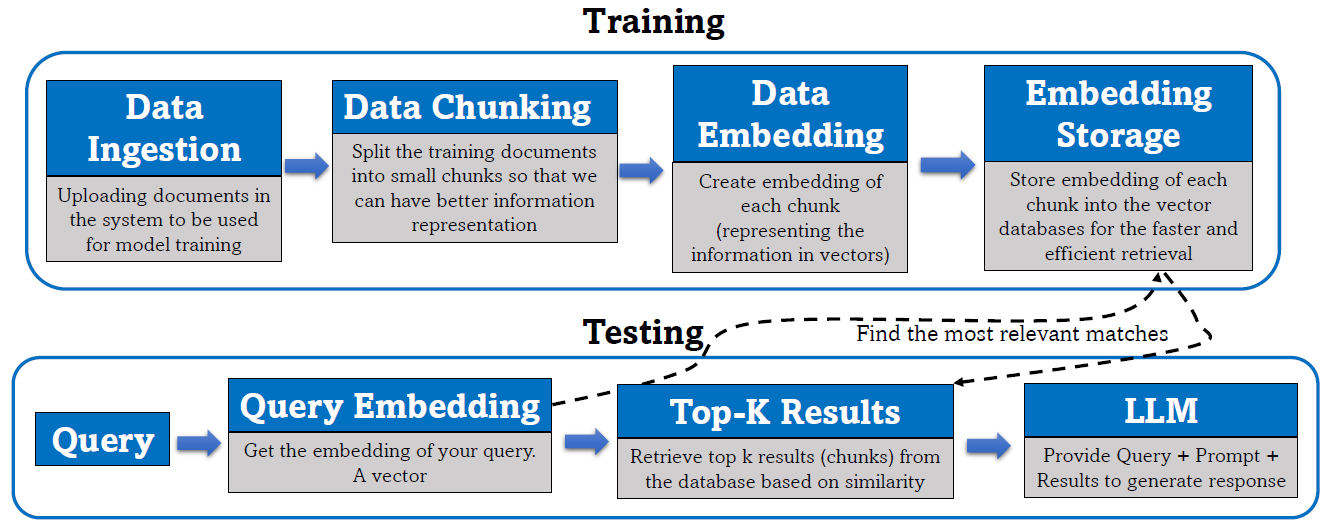 Training
Data
Ingestion
Uploading documents in
the system to be used
for model training
Data Chunking
Split the training documents
into small chunks so that we
can have better information
representation
Data
Embedding
Create embedding of
each chunk
(representing the
information in vectors)
Embedding
Storage
Store embedding of each
chunk into the vector
databases for the faster and
efficient retrieval
Testing
Find the most relevant matches
Query
Query Embedding
Get the embedding of your query.
A vector
Top-K Results
Retrieve top k results (chunks) from
the database based on similarity
LLM
Provide Query + Prompt +
Results to generate response